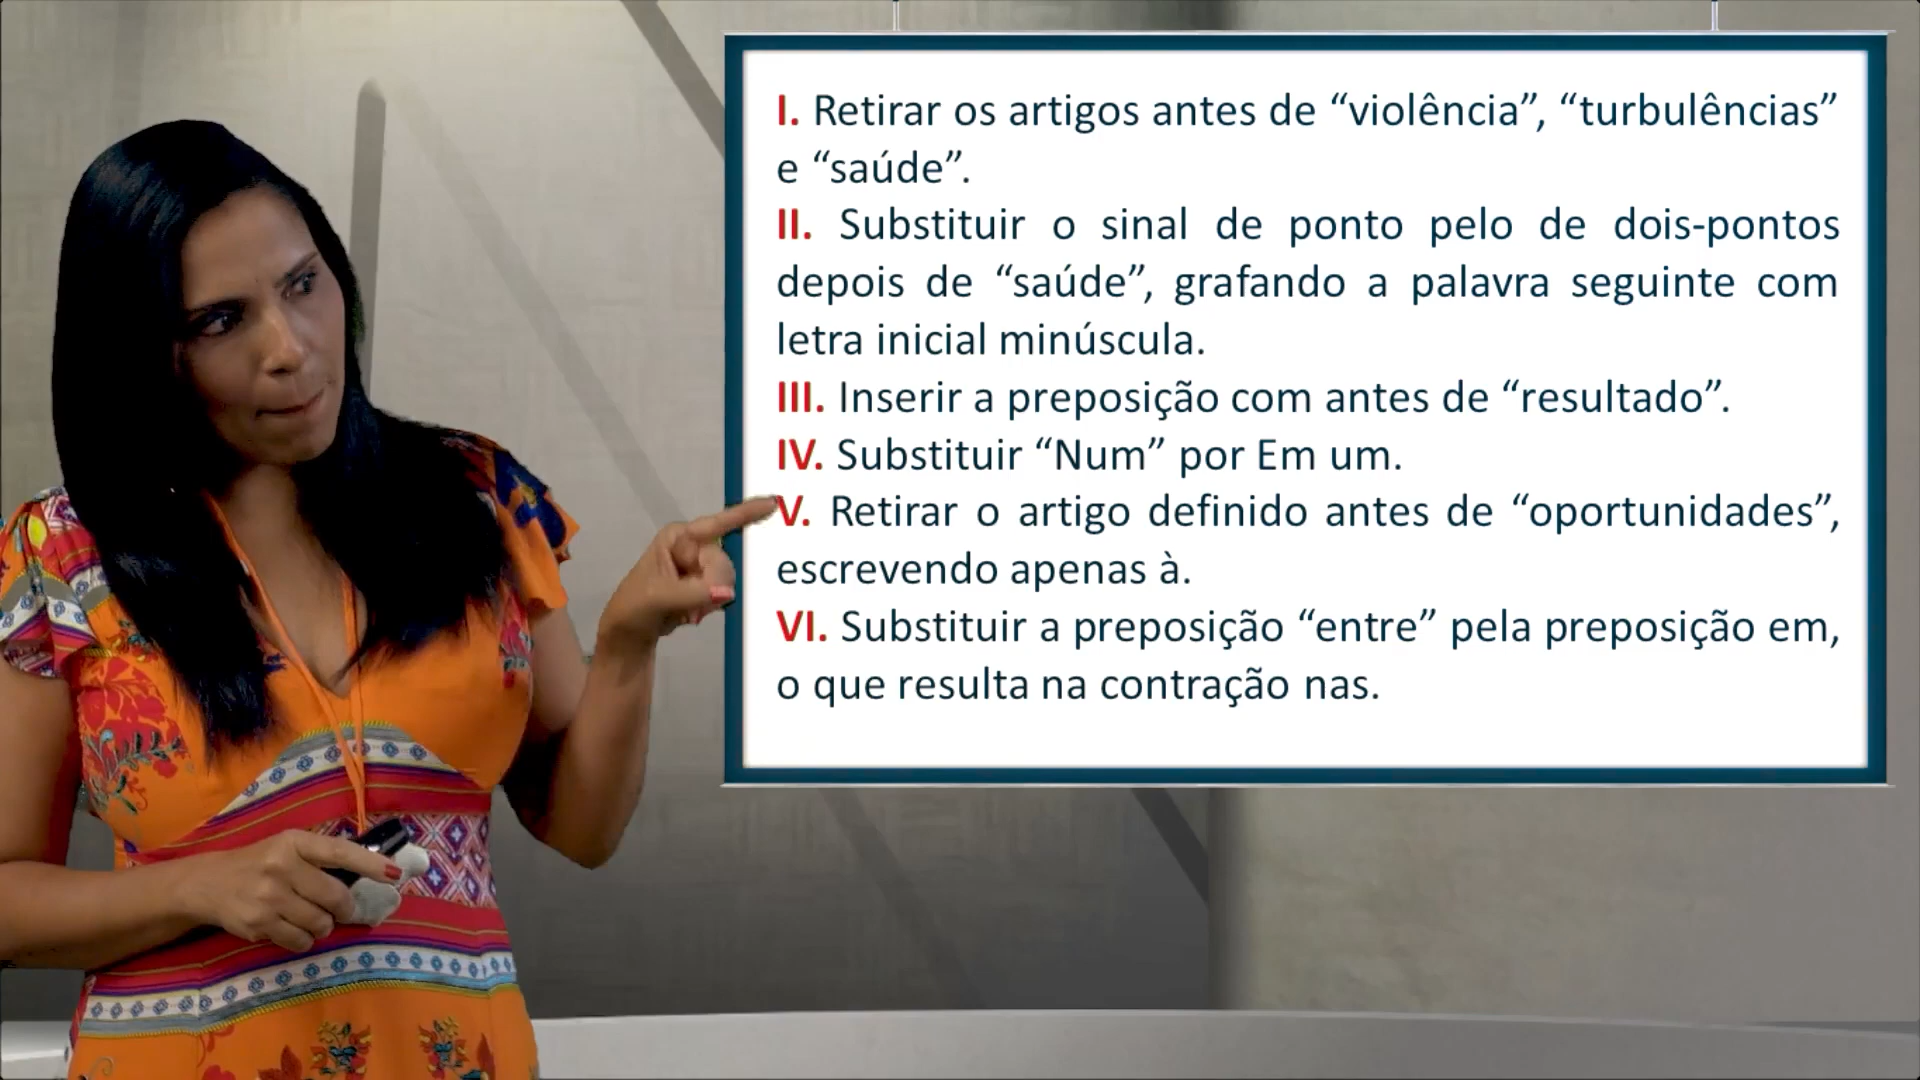 I. Retirar os artigos antes de “violência”, “turbulências”
e “saúde”.
II. Substituir o sinal de ponto pelo de dois-pontos
depois de “saúde”, grafando a palavra seguinte com
letra inicial minúscula.
III. Inserir a preposição com antes de “resultado”.
IV. Substituir “Num” por Em um.
V. Retirar o artigo definido antes de “oportunidades”,
escrevendo apenas à.
VI. Substituir a preposição “entre” pela preposição em,
o que resulta na contração nas.